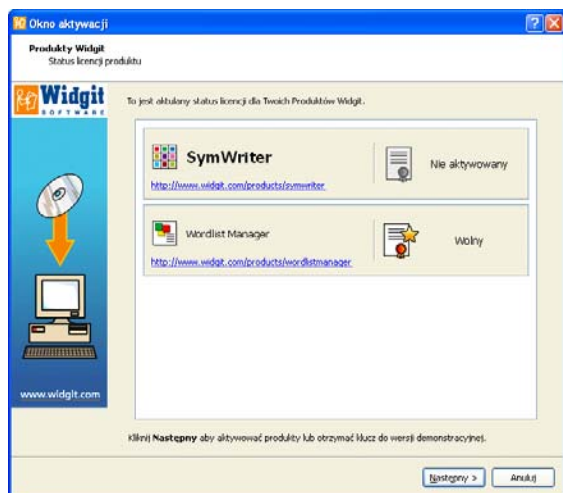 Okno aktywacji
Produkty Widgit
Status licencji produktu
Widgit
SOFTWARE
To jest aktualany status licencji dla Twoich Produktów Widgit.
SymWriter
Nie aktywowany
http://www.widgit.com/products/symwriter
Wordlist Manager
Wolny
http://www.widgit.com/products/wordlistmanager
www.widgit.com
Kliknij Następny aby aktywować produkty lub otrzymać klucz do wersji demonstracyjnej.
Następny >
Anuluj